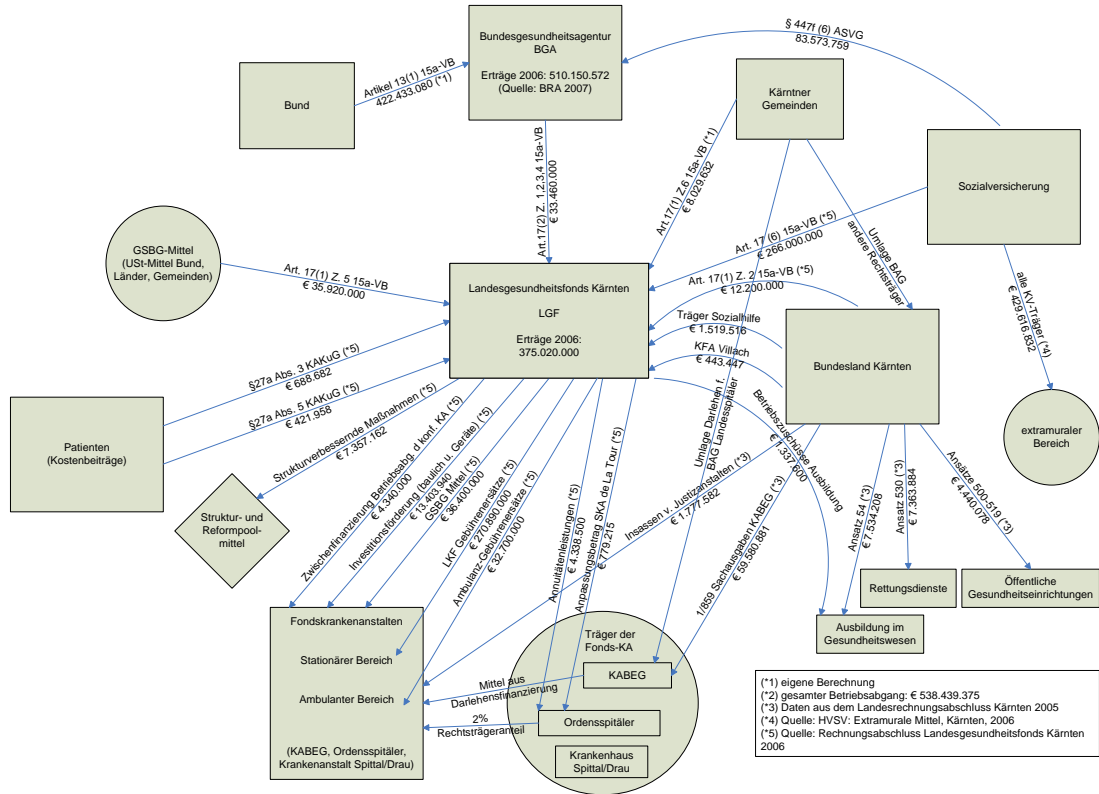 § 447f (6) ASVG
83.573.759
Bundesgesundheitsagentur
BGA
Erträge 2006: 510.150.572
(Quelle: BRA 2007)
Artikel 13(1) 15a-VB
422.433.080 (*1)
Bund
Kärntner
Gemeinden
Sozialversicherung
Art.17(2) Z. 1,2,3,4 15a-VB
€ 33.460.000
Art.17(1) Z.6 15a-VB (*1)
€ 8.029.632
Art. 17 (6) 15a-VB (*5)
€ 266.000.000
Umlage BAG
andere Rechtsträger
GSBG-Mittel
(USt-Mittel Bund,
Länder, Gemeinden)
Art. 17(1) Z. 5 15a-VB
€ 35.920.000
Landesgesundheitsfonds Kärnten
LGF
Erträge 2006:
375.020.000
Art. 17(1) Z. 2 15a-VB (*5)
€ 12.200.000
Träger Sozialhilfe
€ 1.519.516
KFA Villach
€ 443.447
alle KV-Träger (*4)
€ 429.616.832
Bundesland Kärnten
extramuraler
Bereich
§27a Abs. 3 KAKuG (*5)
€ 688.682
§27a Abs. 5 KAKuG (*5)
€ 421.958
Patienten
(Kostenbeiträge)
Strukturverbessernde Maßnahmen (*5)
€ 7.357.162
Struktur- und
Reformpool-
mittel
Zwischenfinanzierung Betriebsabg. d konf. KA (*5)
€ 4.340.000
Investitionsförderung (baulich u. Geräte) (*5)
€ 13.403.940
GSBG Mittel (*5)
€ 36.400.000
LKF Gebührenersätze (*5)
€ 270.890.000
Ambulanz-Gebührenersätze (*5)
€ 32.700.000
Annuitätenleistungen (*5)
€ 4.338.500
Anpassungsbetrag SKA de La Tour (*5)
€ 779.215
Umlage Darlehen f.
BAG Landesspitäler
Insassen v. Justizanstalten (*3)
€ 1.777.582
1/859 Sachausgaben KABEG (*3)
€ 59.580.881
Betriebszuschüsse Ausbildung
€ 1.337.600
Ansatz 54 (*3)
€ 7.534.208
Ansatz 530 (*3)
€ 7.363.884
Ansätze 500-519 (*3)
€ 4.440.078
Rettungsdienste
Öffentliche
Gesundheitseinrichtungen
Ausbildung im
Gesundheitswesen
Fondskrankenanstalten
Stationärer Bereich
Ambulanter Bereich
(KABEG, Ordensspitäler,
Krankenanstalt Spittal/Drau)
Träger der
Fonds-KA
KABEG
Mittel aus
Darlehensfinanzierung
Ordensspitäler
2%
Rechtsträgeranteil
Krankenhaus
Spittal/Drau
(*1) eigene Berechnung
(*2) gesamter Betriebsabgang: € 538.439.375
(*3) Daten aus dem Landesrechnungsabschluss Kärnten 2005
(*4) Quelle: HVSV: Extramurale Mittel, Kärnten, 2006
(*5) Quelle: Rechnungsabschluss Landesgesundheitsfonds Kärnten
2006